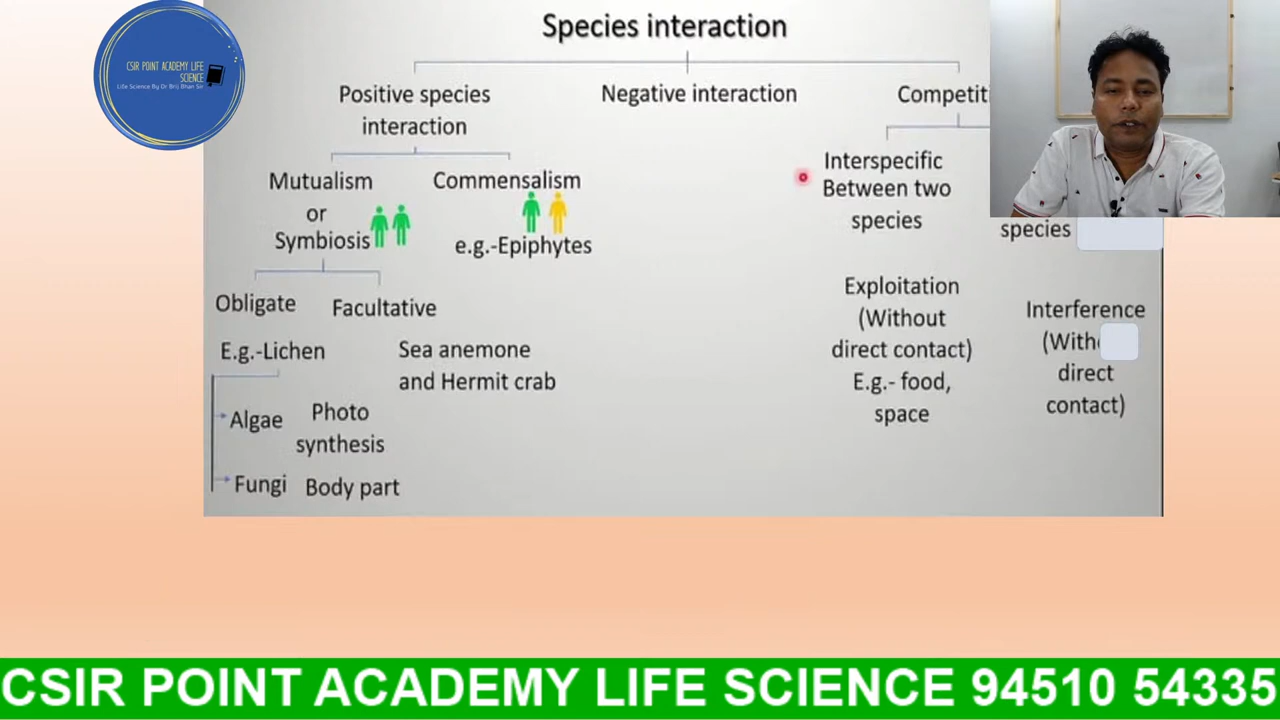 CSIR POINT ACADEMY LIFE
SCIENCE
Life Science By Dr Brij Bhan Sir
Species interaction
Positive species
interaction
Negative interaction
Competiti
Mutualism
or
Symbiosis
Commensalism
e.g.-Epiphytes
Interspecific
Between two
species
species
Obligate
Facultative
E.g.-Lichen
Sea anemone
and Hermit crab
Algae
Photo
synthesis
Fungi
Body part
Exploitation
(Without
direct contact)
E.g.- food,
space
Interference
(With
direct
contact)
CSIR POINT ACADEMY LIFE SCIENCE 94510 54335